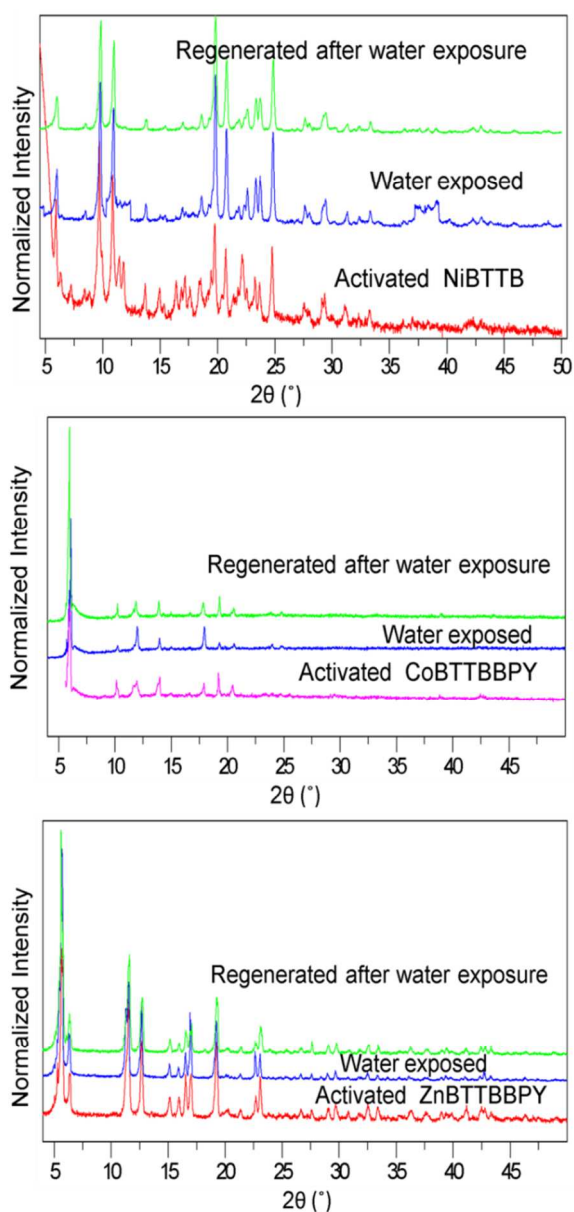 Regenerated after water exposure
Water exposed
Activated NiBTTB
Normalized Intensity
5 10 15 20 25 30 35 40 45 50
2θ (°)
Regenerated after water exposure
Water exposed
Activated CoBTTBBPY
Normalized Intensity
5 10 15 20 25 30 35 40 45
2θ (°)
Regenerated after water exposure
Water exposed
Activated ZnBTTBBPY
Normalized Intensity
5 10 15 20 25 30 35 40 45
2θ (°)